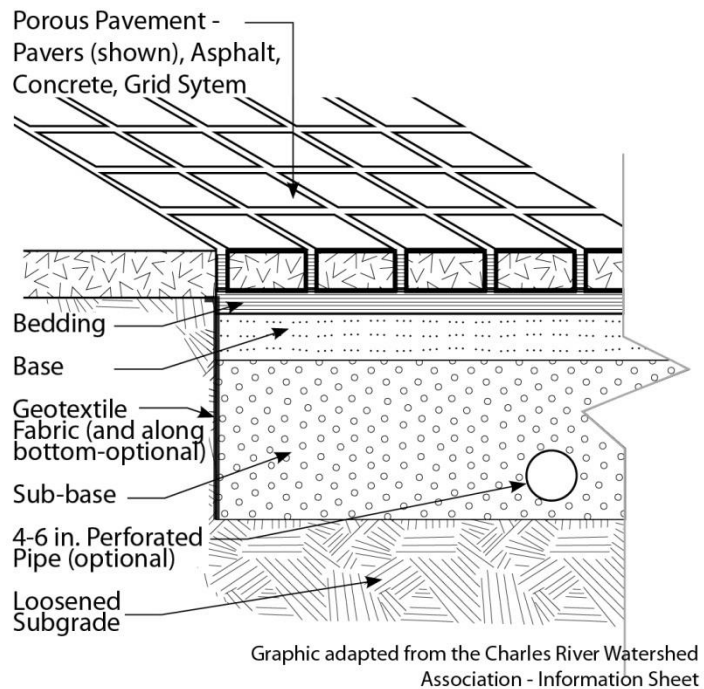 Porous Pavement -
Pavers (shown), Asphalt,
Concrete, Grid Sytem
Bedding
Base
Geotextile
Fabric (and along
bottom-optional)
Sub-base
4-6 in. Perforated
Pipe (optional)
Loosened
Subgrade
Graphic adapted from the Charles River Watershed
Association - Information Sheet